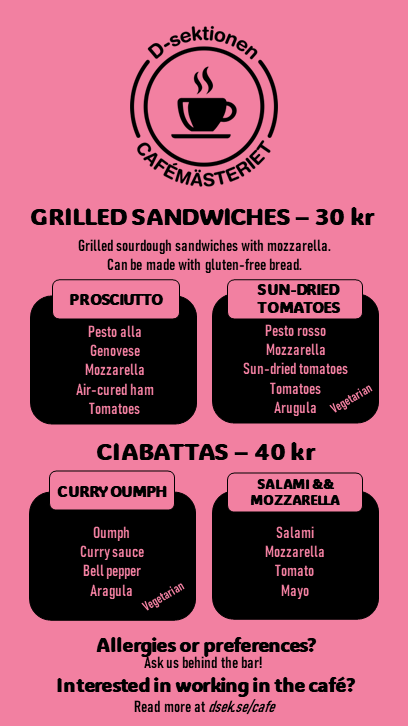 D-sektionen
CAFÉMÄSTERIET
GRILLED SANDWICHES – 30 kr
Grilled sourdough sandwiches with mozzarella.
Can be made with gluten-free bread.
PROSCIUTTO
Pesto alla
Genovese
Mozzarella
Air-cured ham
Tomatoes
SUN-DRIED
TOMATOES
Pesto rosso
Mozzarella
Sun-dried tomatoes
Tomatoes
Arugula
Vegetarian
CIABATTAS – 40 kr
CURRY OUMPH
Oumph
Curry sauce
Bell pepper
Aragula
Vegetarian
SALAMI &&
MOZZARELLA
Salami
Mozzarella
Tomato
Mayo
Allergies or preferences?
Ask us behind the bar!
Interested in working in the café?
Read more at dsek.se/cafe